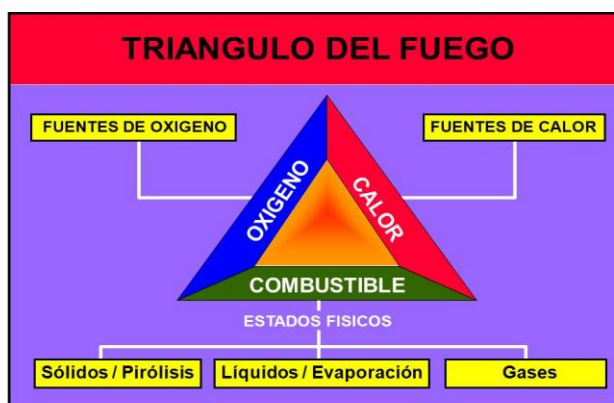 TRIANGULO DEL FUEGO
FUENTES DE OXIGENO
FUENTES DE CALOR
OXIGENO
CALOR
COMBUSTIBLE
ESTADOS FISICOS
Sólidos / Pirólisis
Líquidos / Evaporación
Gases